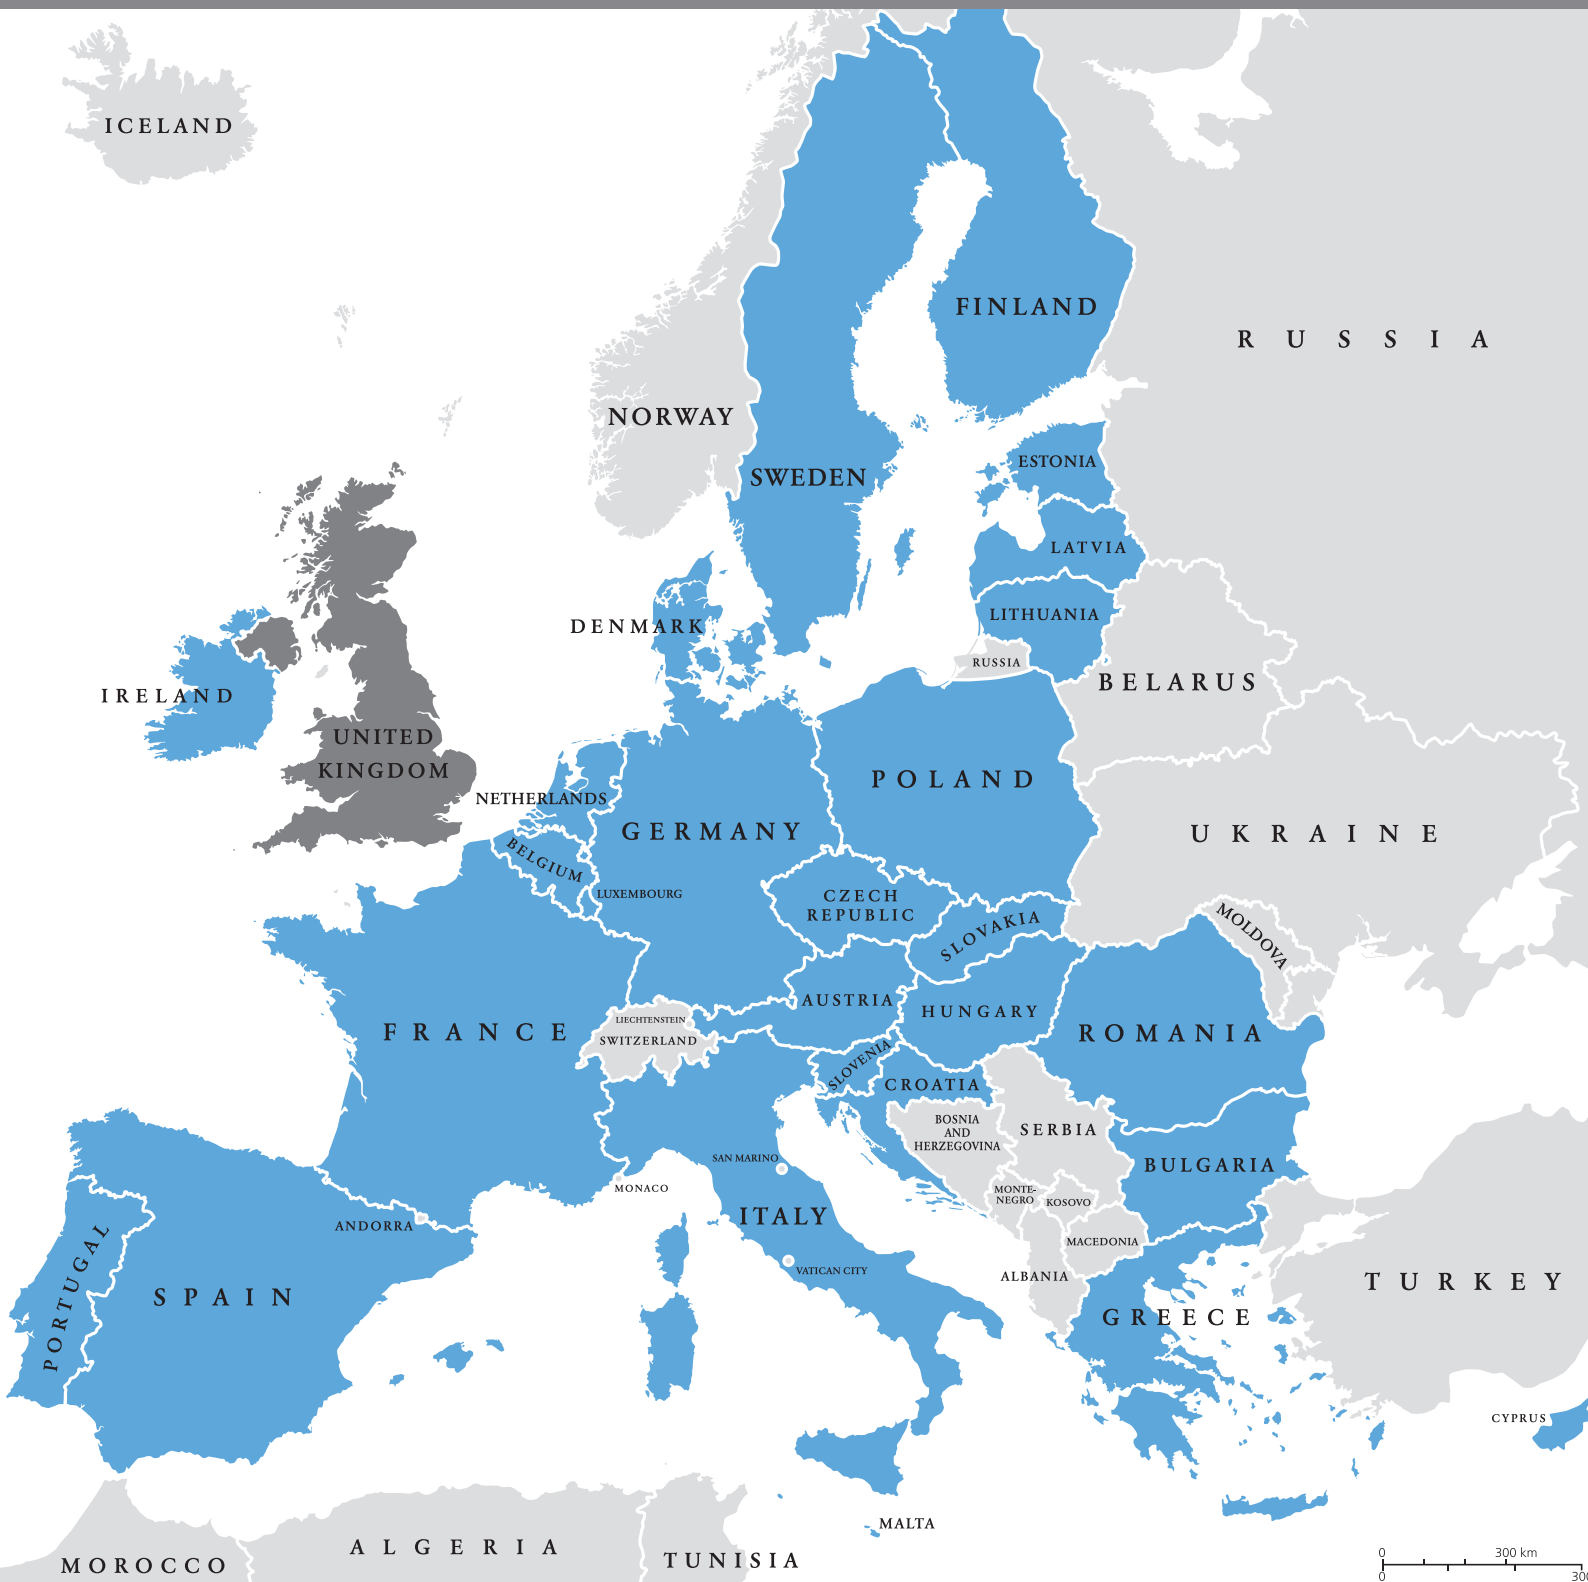 ICELAND
FINLAND
RUSSIA
NORWAY
SWEDEN
ESTONIA
LATVIA
LITHUANIA
DENMARK
RUSSIA
BELARUS
IRELAND
UNITED
KINGDOM
POLAND
NETHERLANDS
GERMANY
UKRAINE
BELGIUM
LUXEMBOURG
CZECH
REPUBLIC
SLOVAKIA
MOLDOVA
AUSTRIA
HUNGARY
LIECHTENSTEIN
SWITZERLAND
FRANCE
ROMANIA
SLOVENIA
CROATIA
BOSNIA
AND
HERZEGOVINA
SERBIA
SAN MARINO
BULGARIA
MONACO
MONTE-
NEGRO
KOSOVO
ANDORRA
ITALY
MACEDONIA
VATICAN CITY
ALBANIA
PORTUGAL
SPAIN
TURKEY
GREECE
CYPRUS
MALTA
ALGERIA
TUNISIA
MOROCCO
0 300 km
0